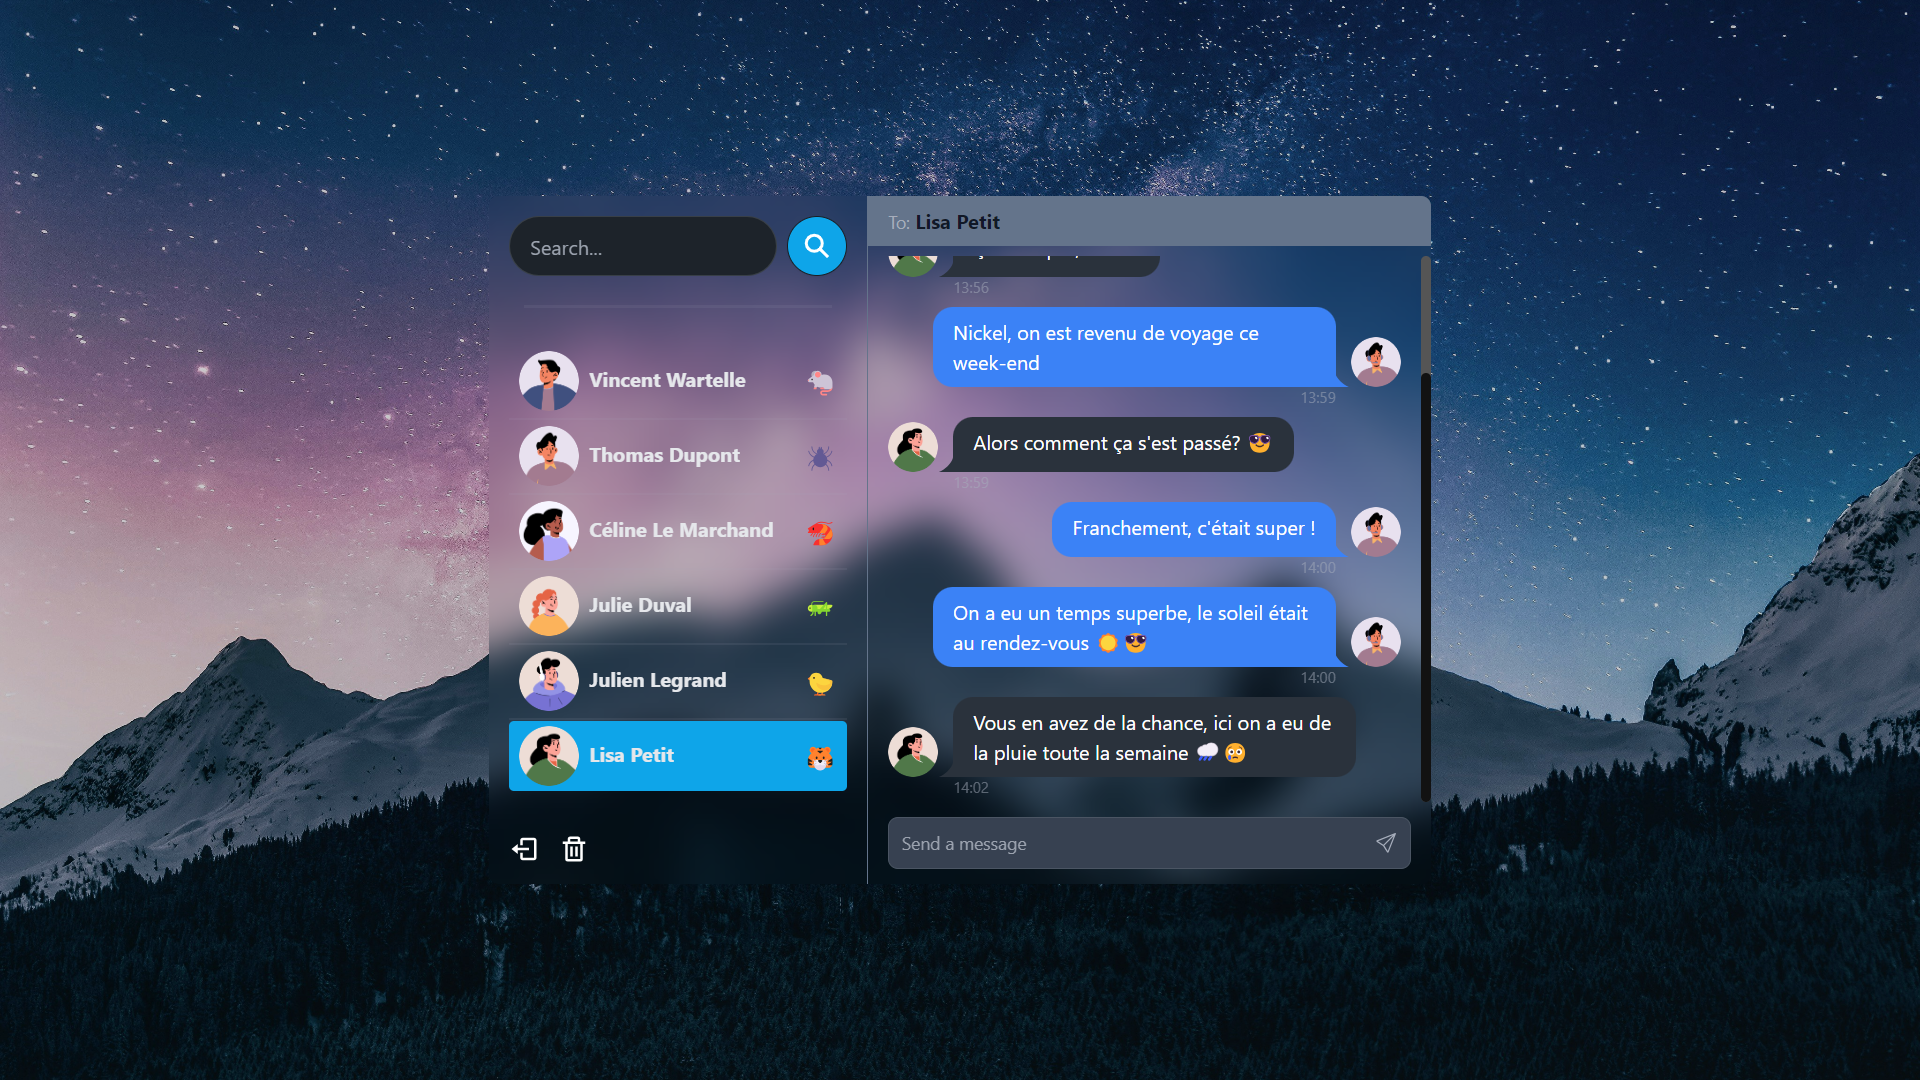 Search...
Vincent Wartelle
Thomas Dupont
Céline Le Marchand
Julie Duval
Julien Legrand
Lisa Petit
To: Lisa Petit
13:56
Nickel, on est revenu de voyage ce
week-end
13:59
Alors comment ça s'est passé? 😎
13:59
Franchement, c'était super !
14:00
On a eu un temps superbe, le soleil était
au rendez-vous ☀️ 😎
14:00
Vous en avez de la chance, ici on a eu de
la pluie toute la semaine 🌧️ 😢
14:02
Send a message